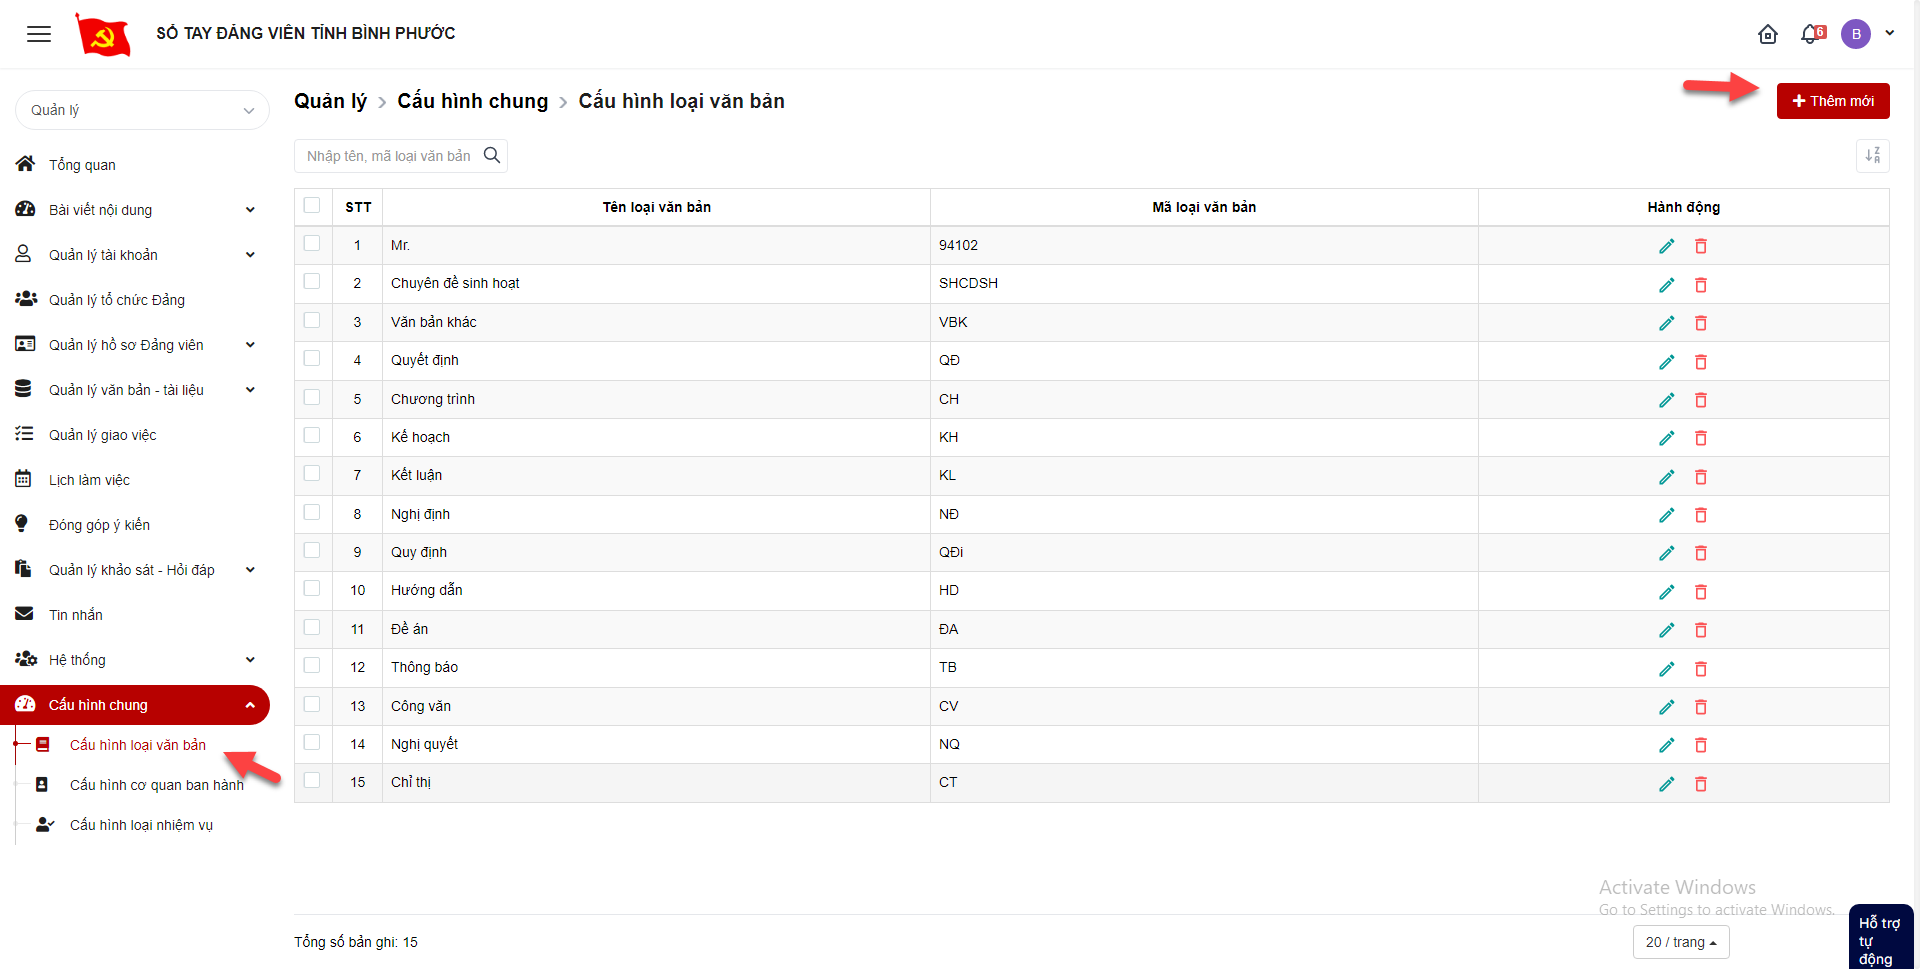 SỔ TAY ĐẢNG VIÊN TỈNH BÌNH PHƯỚC
6
B
Quản lý
Quản lý > Cấu hình chung > Cấu hình loại văn bản
+ Thêm mới
Nhập tên, mã loại văn bản
Z A
Tổng quan
Bài viết nội dung
Quản lý tài khoản
Quản lý tổ chức Đảng
Quản lý hồ sơ Đảng viên
Quản lý văn bản - tài liệu
Quản lý giao việc
Lịch làm việc
Đóng góp ý kiến
Quản lý khảo sát - Hỏi đáp
Tin nhắn
Hệ thống
Cấu hình chung
Cấu hình loại văn bản
Cấu hình cơ quan ban hành
Cấu hình loại nhiệm vụ
STT Tên loại văn bản Mã loại văn bản Hành động
1 Mr. 94102
2 Chuyên đề sinh hoạt SHCDSH
3 Văn bản khác VBK
4 Quyết định QĐ
5 Chương trình CH
6 Kế hoạch KH
7 Kết luận KL
8 Nghị định NĐ
9 Quy định QĐi
10 Hướng dẫn HD
11 Đề án ĐA
12 Thông báo TB
13 Công văn CV
14 Nghị quyết NQ
15 Chỉ thị CT
Activate Windows
Go to Settings to activate Windows.
Tổng số bản ghi: 15
20 / trang
Hỗ trợ
tự
động